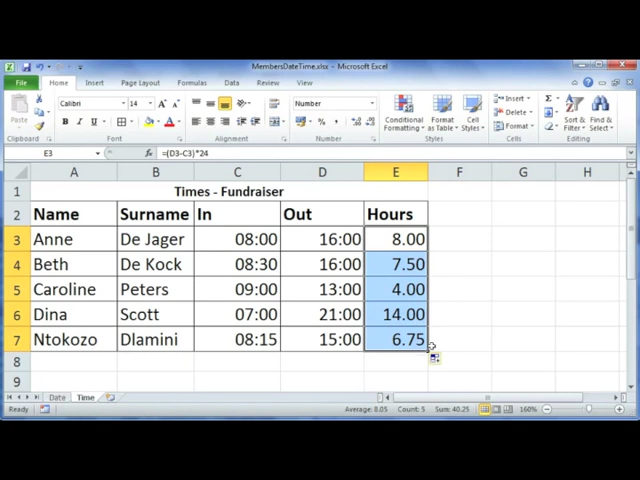 MembersDateTime.xlsx - Microsoft Excel
File Home Insert Page Layout Formulas Data Review View
Paste
Calibri 14
Number
Conditional Formatting Format as Table Cell Styles
Insert
Delete
Format
Sort & Filter Find & Select
Clipboard Font Alignment Number Styles Cells Editing
E3 fx =(D3-C3)*24
A B C D E F G H
1 Times - Fundraiser
2 Name Surname In Out Hours
3 Anne De Jager 08:00 16:00 8.00
4 Beth De Kock 08:30 16:00 7.50
5 Caroline Peters 09:00 13:00 4.00
6 Dina Scott 07:00 21:00 14.00
7 Ntokozo Dlamini 08:15 15:00 6.75
8
9
Date Time
Ready Average: 8.05 Count: 5 Sum: 40.25 160%